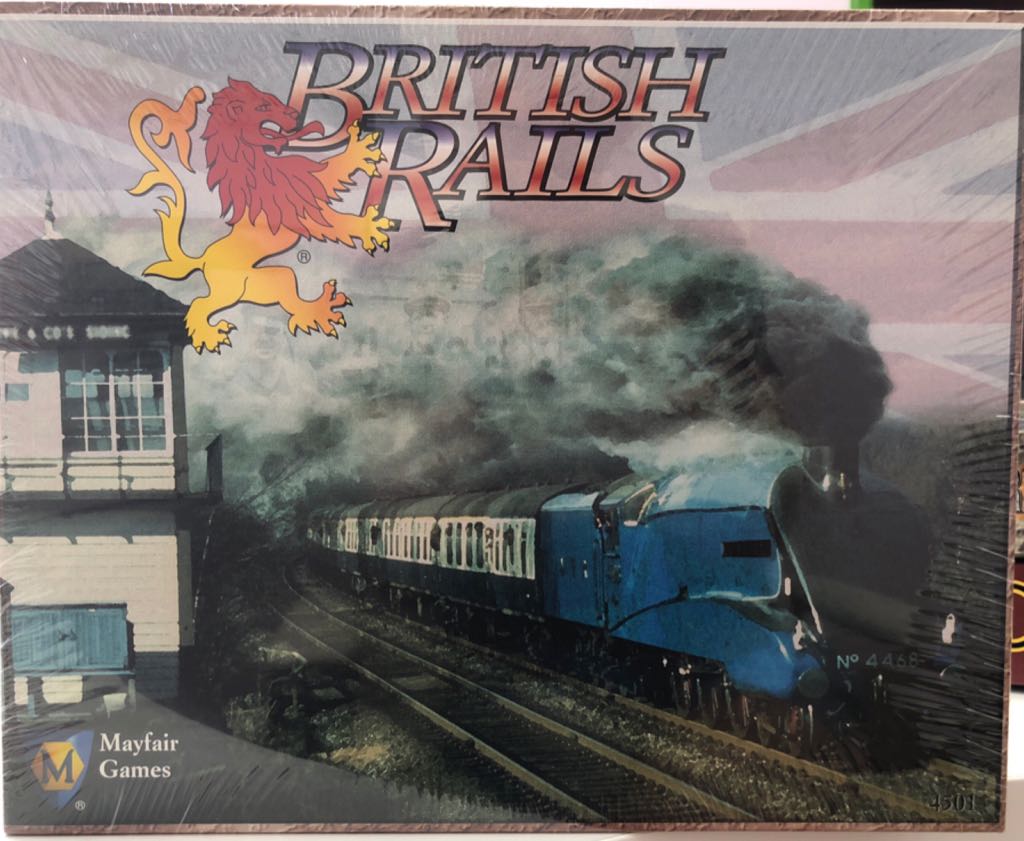 BRITISH
RAILS
®
& CO'S SIDING
Nº 4468
M
Mayfair
Games
®
4501